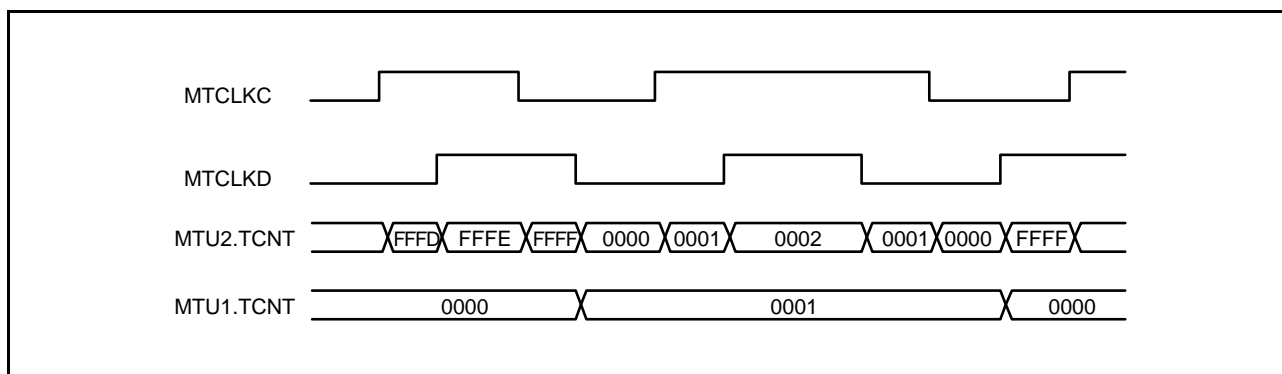 MTCLKC
MTCLKD
MTU2.TCNT FFFD FFFE FFFF 0000 0001 0002 0001 0000 FFFF
MTU1.TCNT 0000 0001 0000